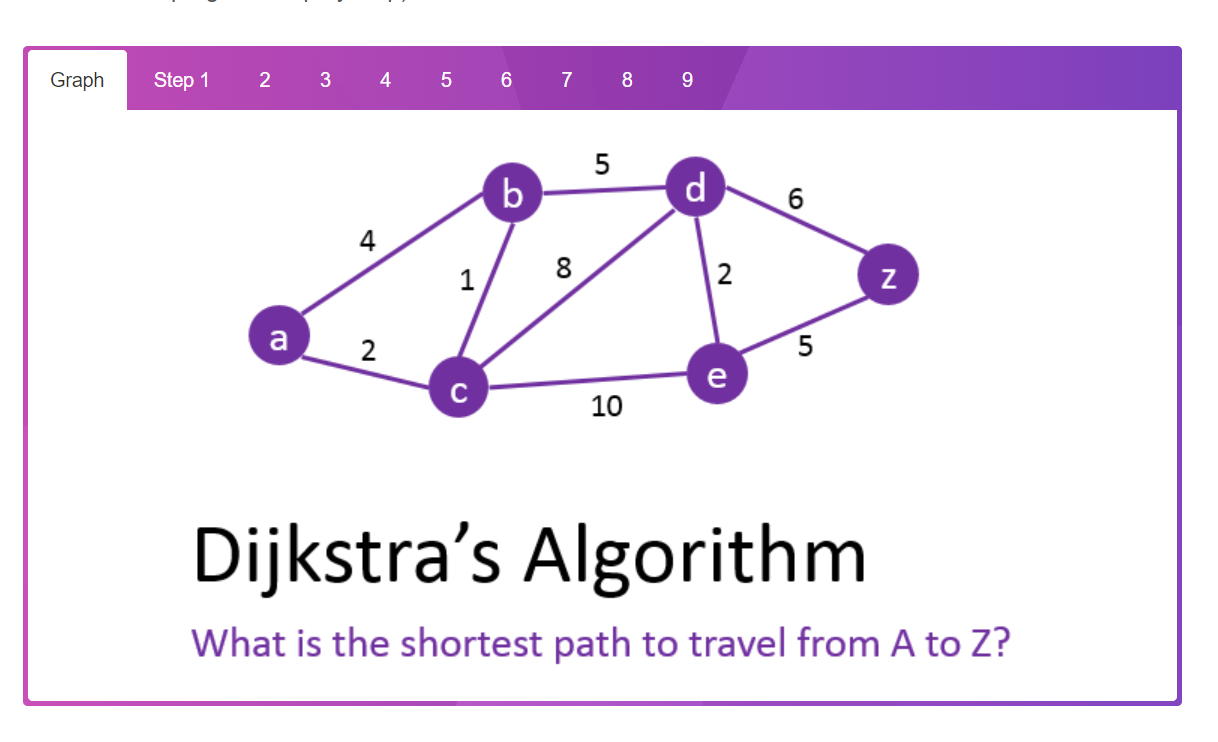 Graph Step 1 2 3 4 5 6 7 8 9
5
b
d
6
4
1
8
2
z
a
2
c
e
5
10
Dijkstra’s Algorithm
What is the shortest path to travel from A to Z?